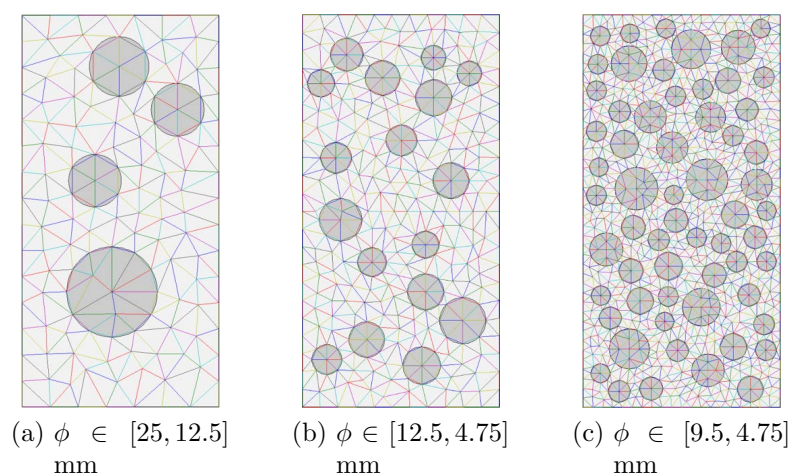 (a) ϕ ∈ [25, 12.5]
mm
(b) ϕ ∈ [12.5, 4.75]
mm
(c) ϕ ∈ [9.5, 4.75]
mm